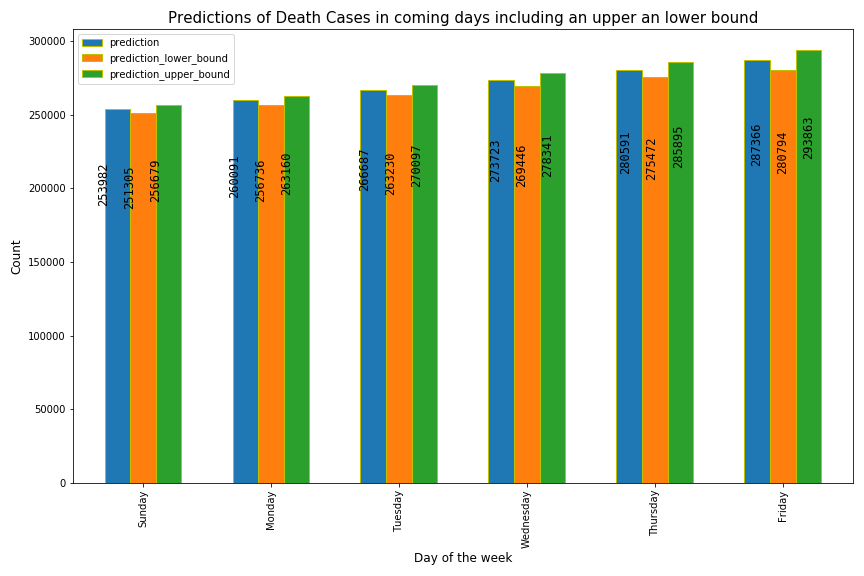 Predictions of Death Cases in coming days including an upper an lower bound
prediction
prediction_lower_bound
prediction_upper_bound
300000
250000
200000
150000
100000
50000
0
Count
253982
251305
256679
260091
256736
263160
266687
263230
270097
273723
269446
278341
280591
275472
285895
287366
280794
293863
Sunday
Monday
Tuesday
Wednesday
Thursday
Friday
Day of the week